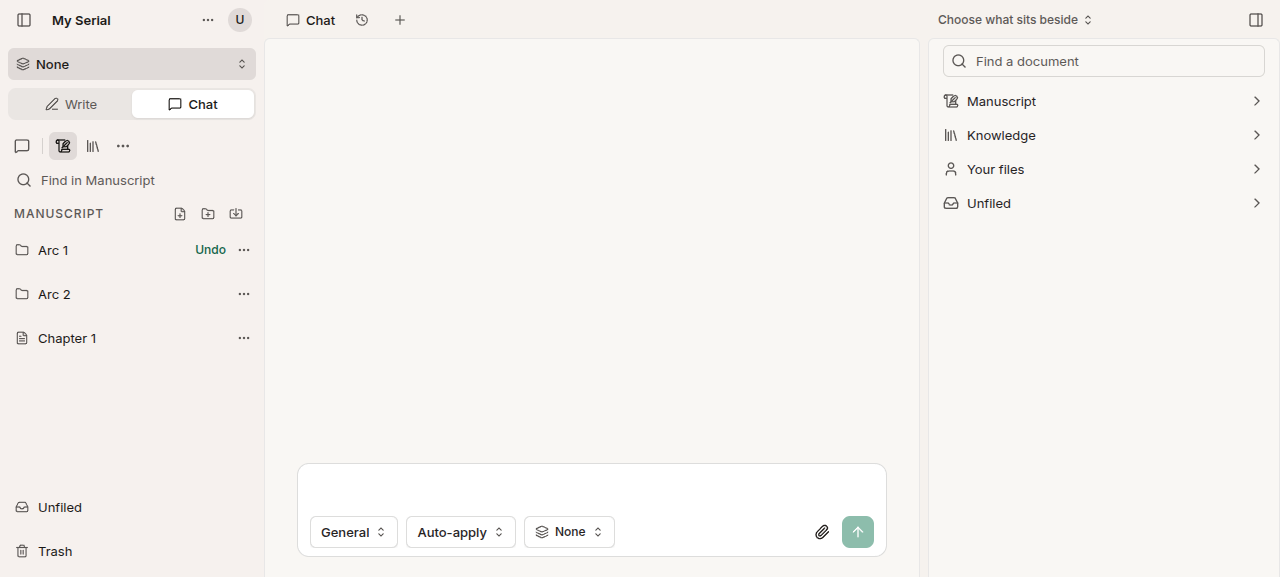 My Serial
U
None
Write
Chat
Find in Manuscript
MANUSCRIPT
Arc 1
Undo
Arc 2
Chapter 1
Unfiled
Trash
Chat
General
Auto-apply
None
Choose what sits beside
Find a document
Manuscript
Knowledge
Your files
Unfiled